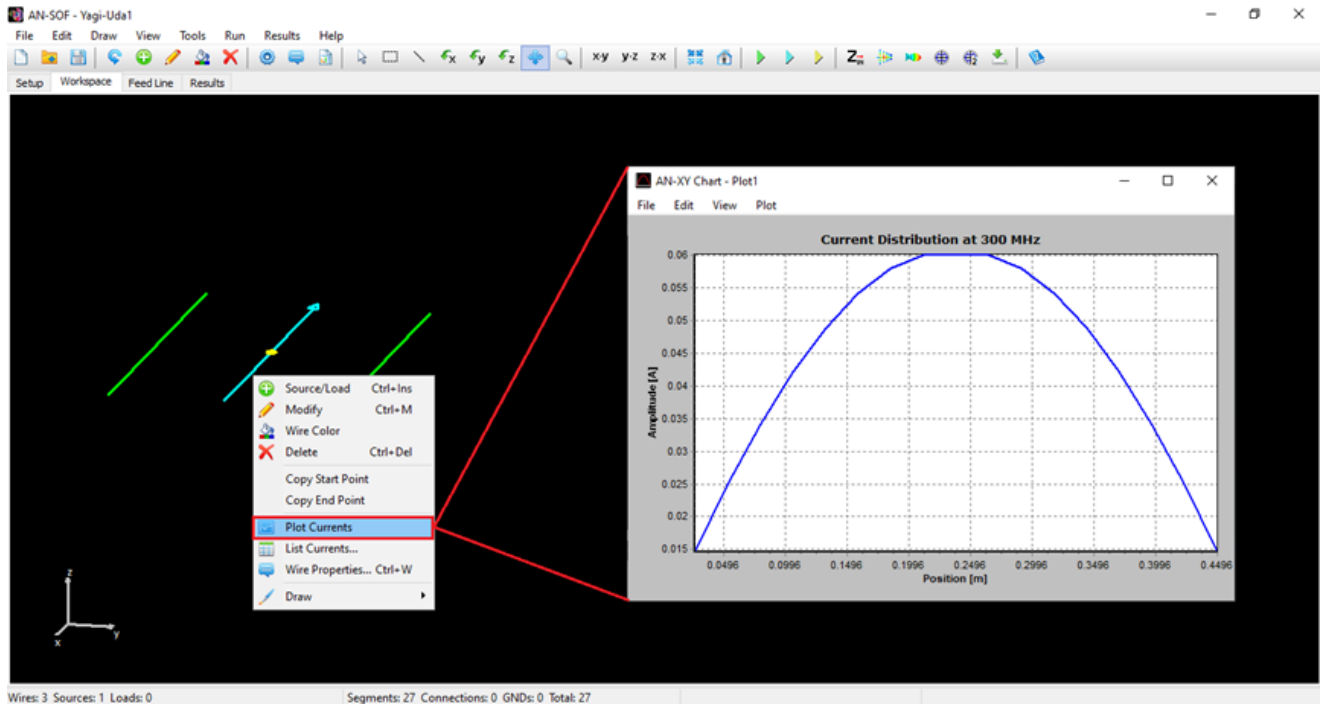 AN-SOF - Yagi-Uda1
File Edit Draw View Tools Run Results Help
x-y y-z z-x
Setup Workspace Feed Line Results
AN-XY Chart - Plot1
File Edit View Plot
Current Distribution at 300 MHz
0.06
0.055
0.05
0.045
0.04
0.035
0.03
0.025
0.02
0.015
Amplitude [A]
0.0496 0.0996 0.1496 0.1996 0.2496 0.2996 0.3496 0.3996 0.4496
Position [m]
Source/Load Ctrl+Ins
Modify Ctrl+M
Wire Color
Delete Ctrl+Del
Copy Start Point
Copy End Point
Plot Currents
List Currents...
Wire Properties... Ctrl+W
Draw
z
x
y
Wires: 3 Sources: 1 Loads: 0 Segments: 27 Connections: 0 GNDs: 0 Total: 27